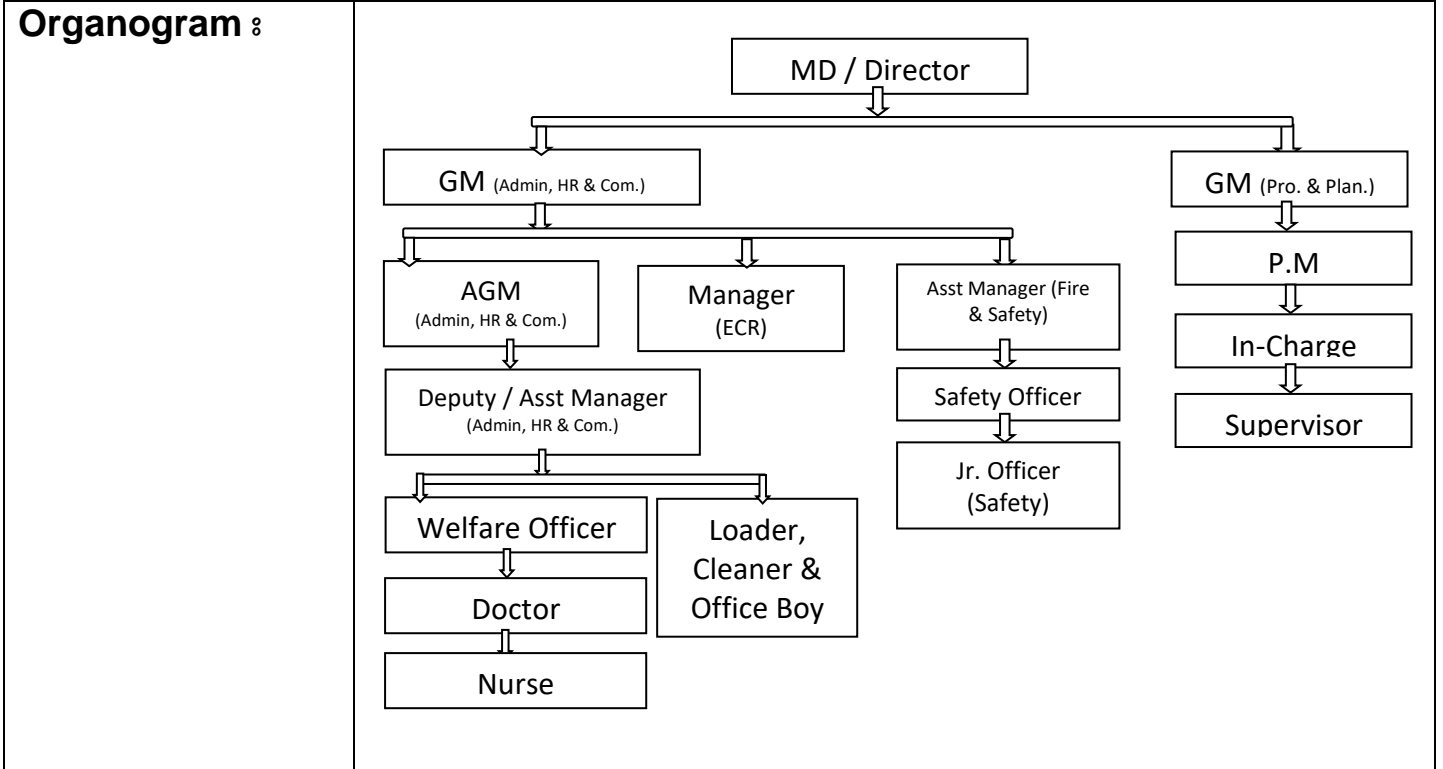 Organogram ঃ
MD / Director
GM (Admin, HR & Com.)
GM (Pro. & Plan.)
AGM
(Admin, HR & Com.)
Manager
(ECR)
Asst Manager (Fire
& Safety)
P.M
In-Charge
Deputy / Asst Manager
(Admin, HR & Com.)
Safety Officer
Supervisor
Jr. Officer
(Safety)
Welfare Officer
Loader,
Cleaner &
Office Boy
Doctor
Nurse